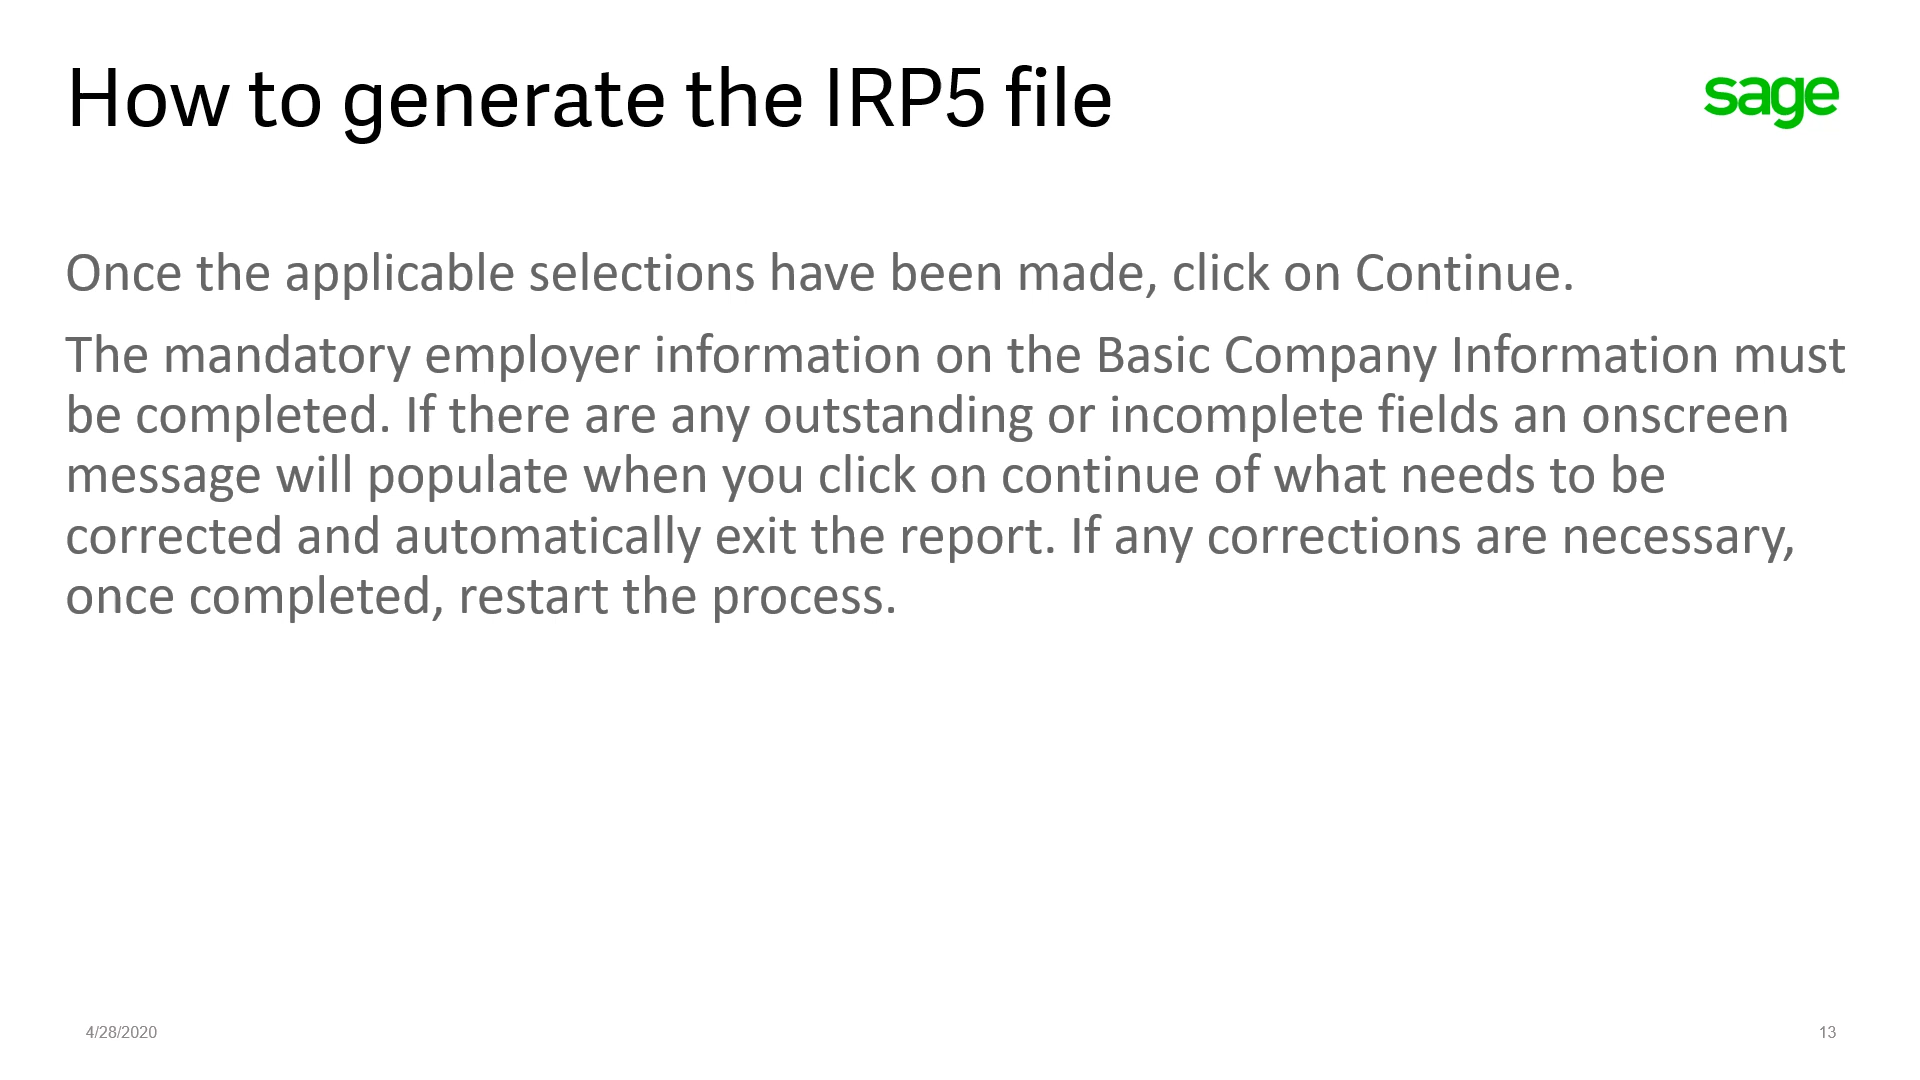 How to generate the IRP5 file
sage
Once the applicable selections have been made, click on Continue.
The mandatory employer information on the Basic Company Information must
be completed. If there are any outstanding or incomplete fields an onscreen
message will populate when you click on continue of what needs to be
corrected and automatically exit the report. If any corrections are necessary,
once completed, restart the process.
4/28/2020
13